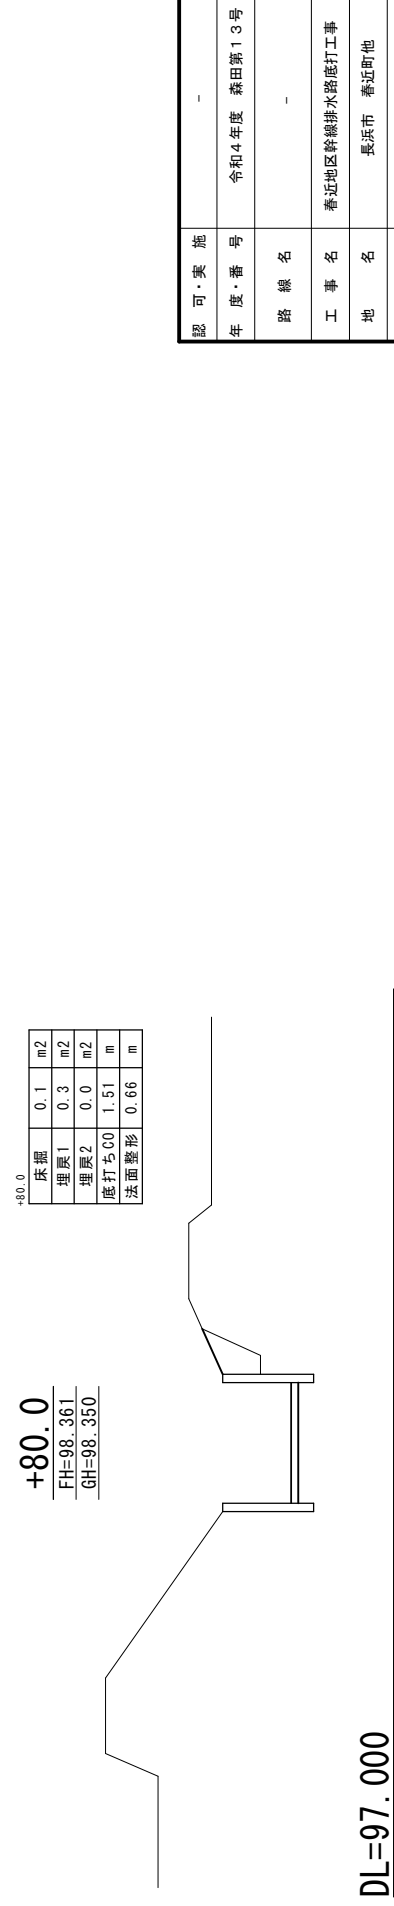 +80.0
FH=98.361
GH=98.350
+80.0
床掘 0.1 m2
埋戻1 0.3 m2
埋戻2 0.0 m2
底打ちCO 1.51 m
法面整形 0.66 m
DL=97.000
認可・実施 −
年度・番号 令和4年度 森田第13号
路線名 −
工事名 春近地区幹線排水路底打工事
地名 長浜市 春近町他